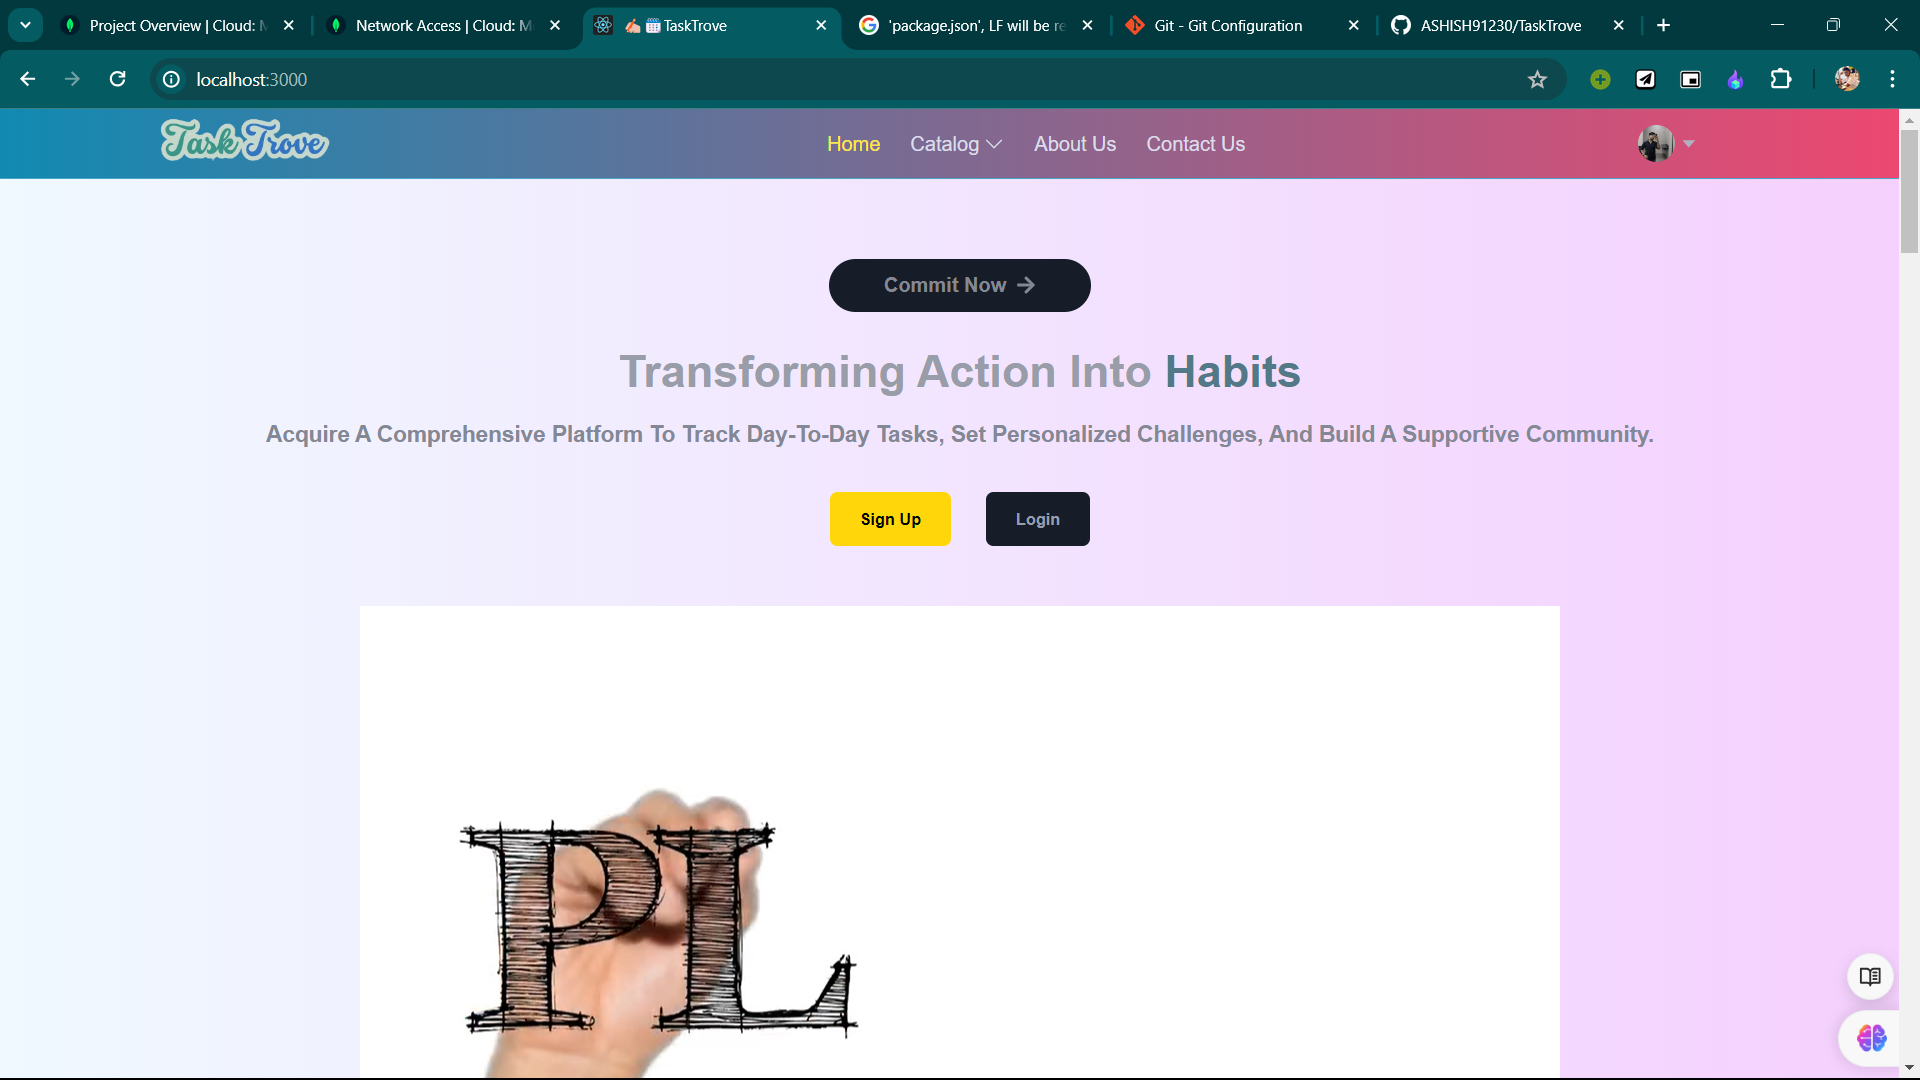 Project Overview | Cloud: M
Network Access | Cloud: M
TaskTrove
'package.json', LF will be re
Git - Git Configuration
ASHISH91230/TaskTrove
localhost:3000
Task Trove
Home
Catalog
About Us
Contact Us
Commit Now →
Transforming Action Into Habits
Acquire A Comprehensive Platform To Track Day-To-Day Tasks, Set Personalized Challenges, And Build A Supportive Community.
Sign Up
Login
PL